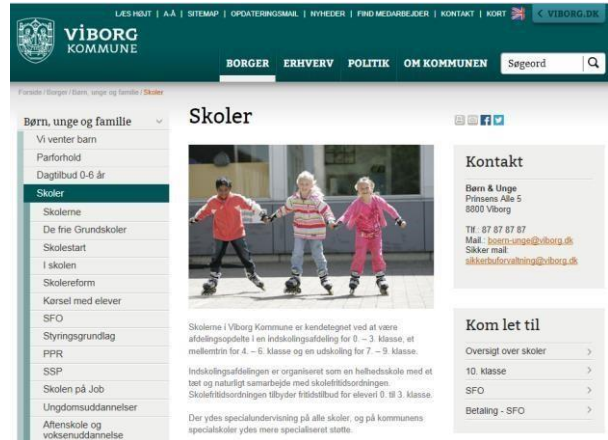 LÆS HØJT | A-Å | SITEMAP | OPDATERINGSMAIL | NYHEDER | FIND MEDARBEJDER | KONTAKT | KORT
< VIBORG.DK
VIBORG
KOMMUNE
BORGER ERHVERV POLITIK OM KOMMUNEN Søgeord
Forside / Borger / Børn, unge og familie / Skoler
Børn, unge og familie
Vi venter barn
Parforhold
Dagtilbud 0-6 år
Skoler
Skolerne
De frie Grundskoler
Skolestart
I skolen
Skolereform
Kørsel med elever
SFO
Styringsgrundlag
PPR
SSP
Skolen på Job
Ungdomsuddannelser
Aftenskole og
voksenuddannelse
Skoler
Skolerne i Viborg Kommune er kendetegnet ved at være
afdelingsopdelte i en indskolingsafdeling for 0. – 3. klasse, et
mellemtrin for 4. – 6. klasse og en udskoling for 7. – 9. klasse.
Indskolingsafdelingen er organiseret som en helhedsskole med et
tæt og naturligt samarbejde med skolefritidsordningen.
Skolefritidsordningen tilbyder fritidstilbud for eleveri 0. til 3. klasse.
Der ydes specialundervisning på alle skoler, og på kommunens
specialskoler ydes mere specialiseret støtte.
Kontakt
Børn & Unge
Prinsens Alle 5
8800 Viborg
Tlf.: 87 87 87 87
Mail.: boern-unge@viborg.dk
Sikker mail:
sikkerbuforvaltning@viborg.dk
Kom let til
Oversigt over skoler
10. klasse
SFO
Betaling - SFO